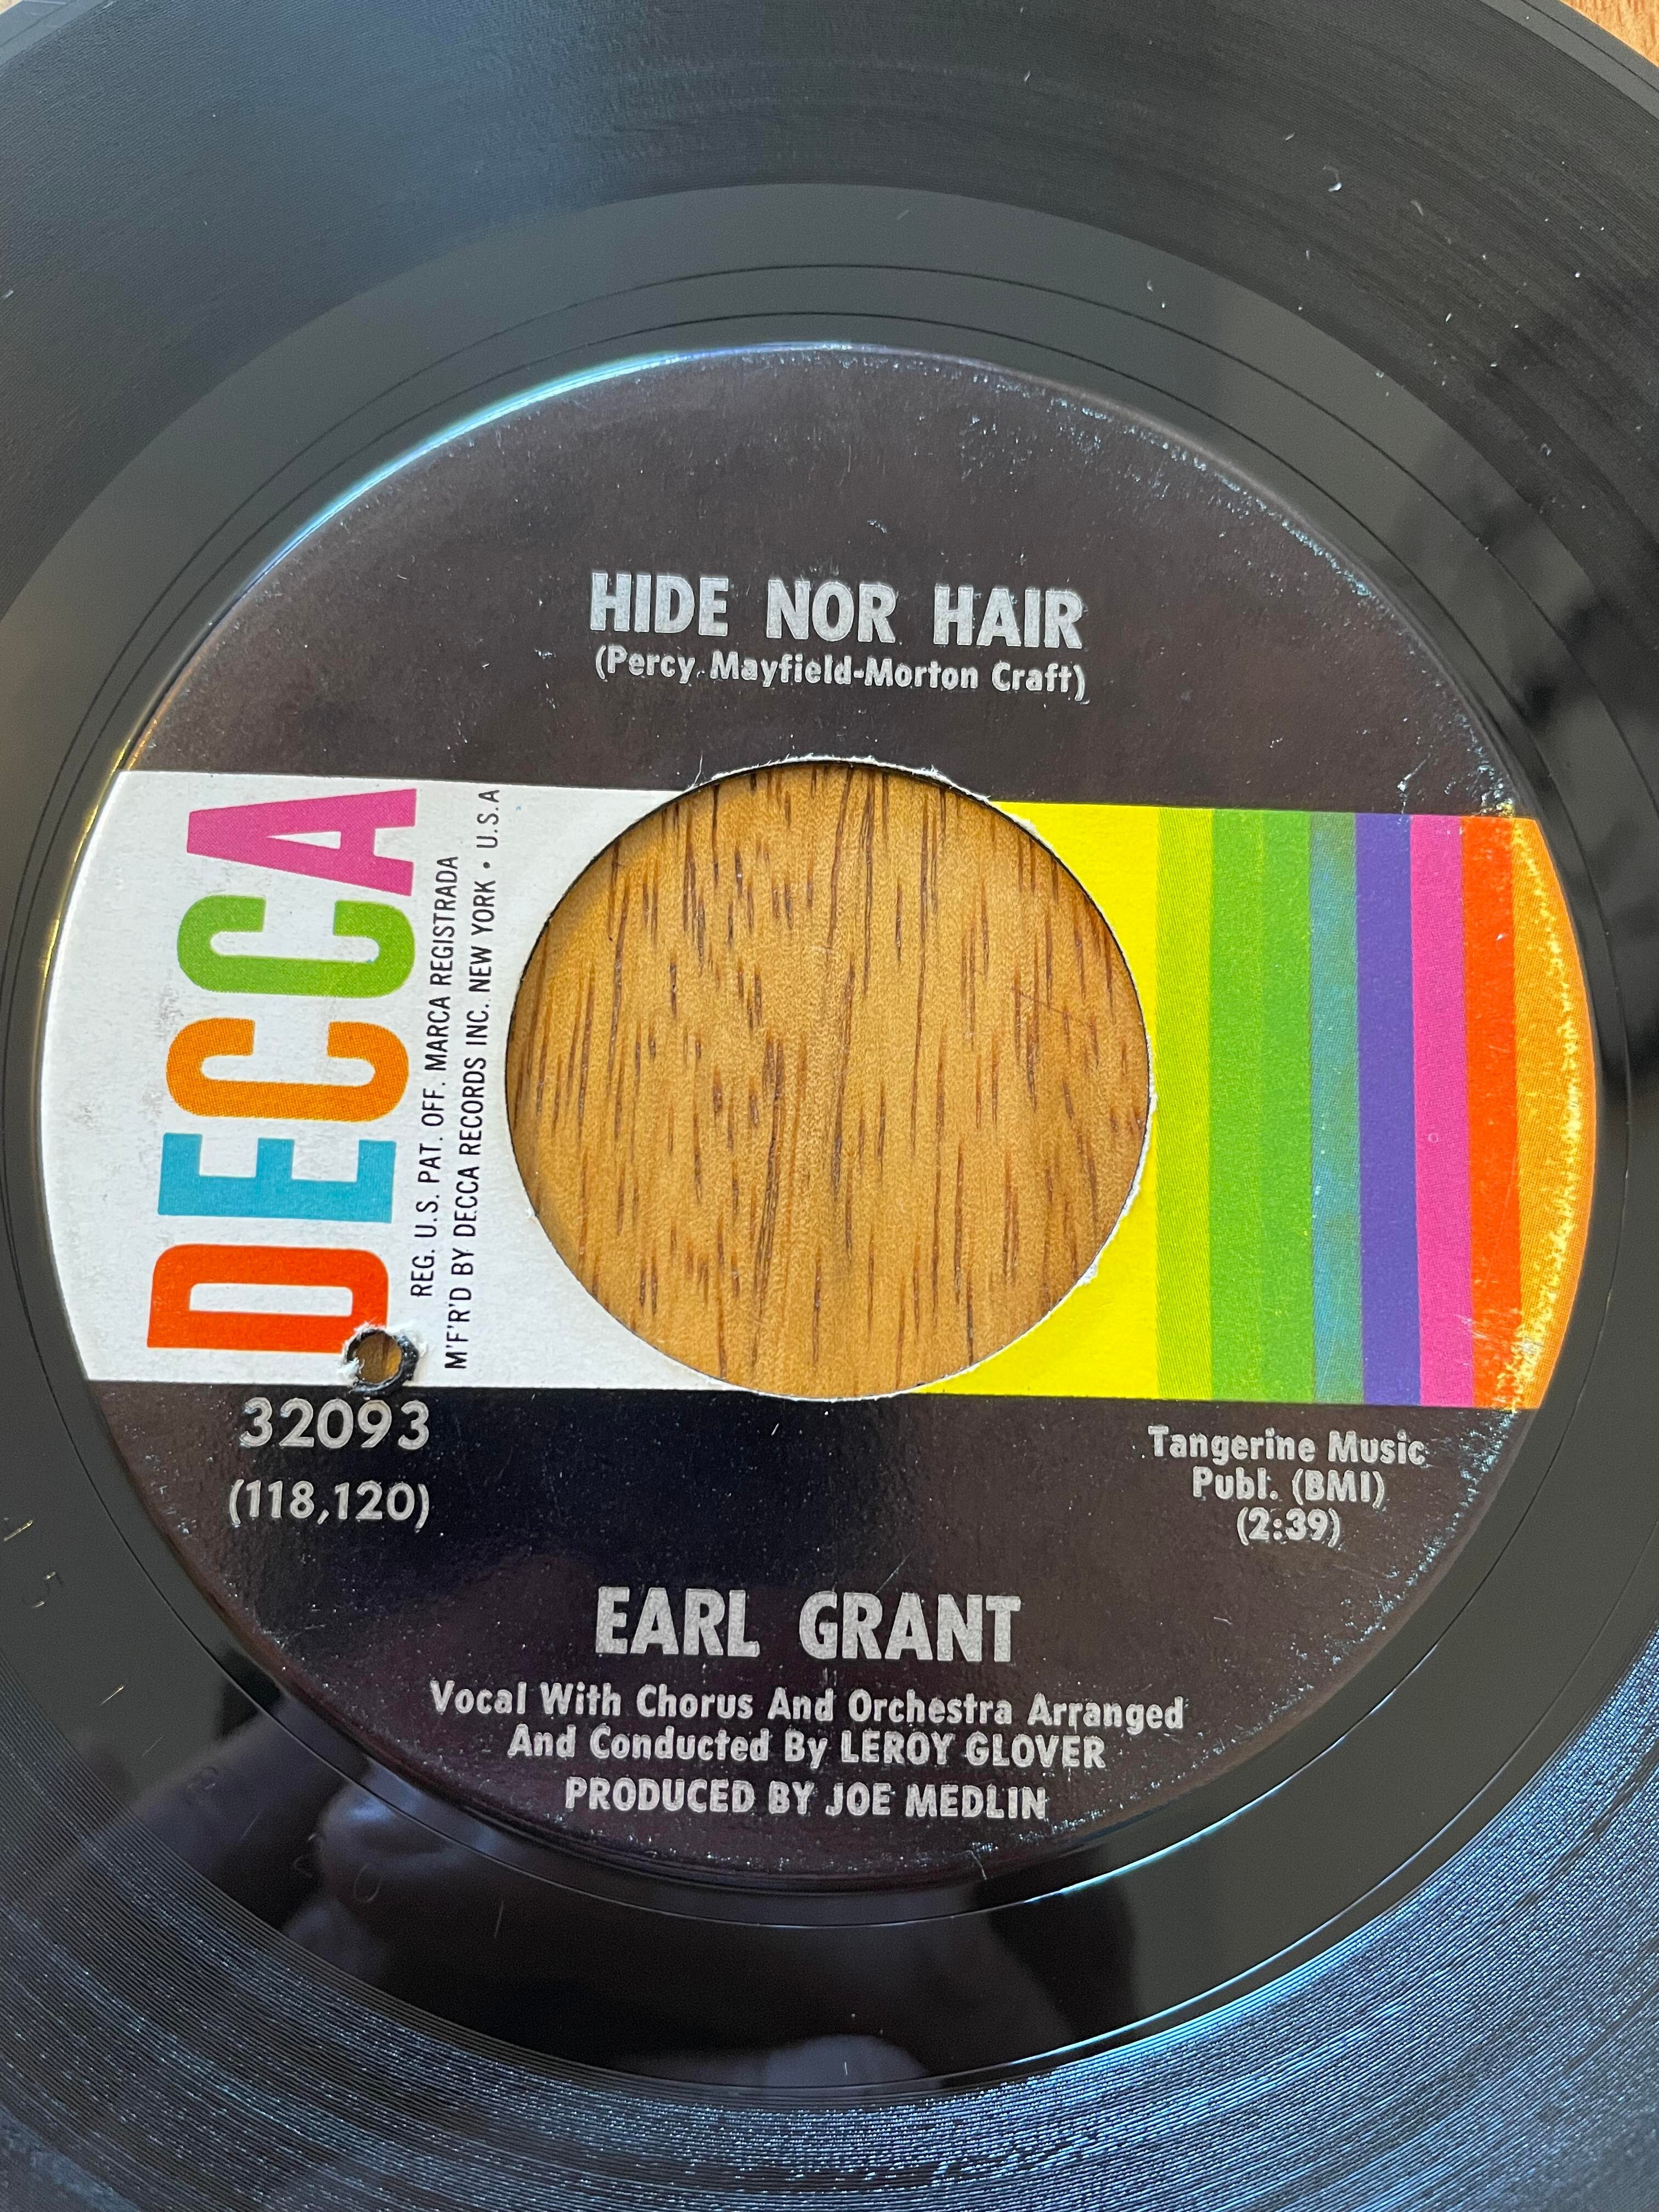 HIDE NOR HAIR
(Percy Mayfield-Morton Craft)
DECCA
REG. U.S. PAT. OFF. MARCA REGISTRADA
M'F'R'D BY DECCA RECORDS INC. NEW YORK • U.S.A
32093
(118,120)
Tangerine Music
Publ. (BMI)
(2:39)
EARL GRANT
Vocal With Chorus And Orchestra Arranged
And Conducted By LEROY GLOVER
PRODUCED BY JOE MEDLIN